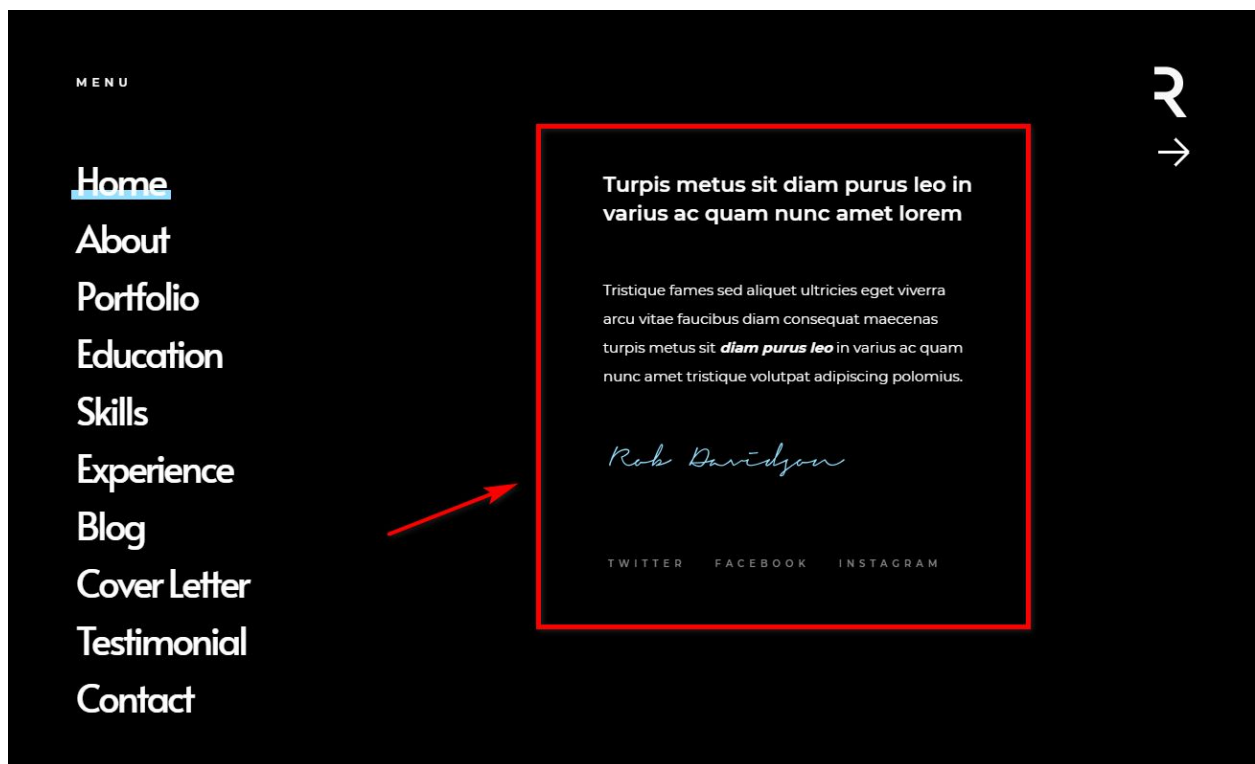 MENU
R
Home
About
Portfolio
Education
Skills
Experience
Blog
Cover Letter
Testimonial
Contact
Turpis metus sit diam purus leo in
varius ac quam nunc amet lorem
Tristique fames sed aliquet ultricies eget viverra
arcu vitae faucibus diam consequat maecenas
turpis metus sit diam purus leo in varius ac quam
nunc amet tristique volutpat adipiscing polomius.
Rob Davidson
TWITTER FACEBOOK INSTAGRAM